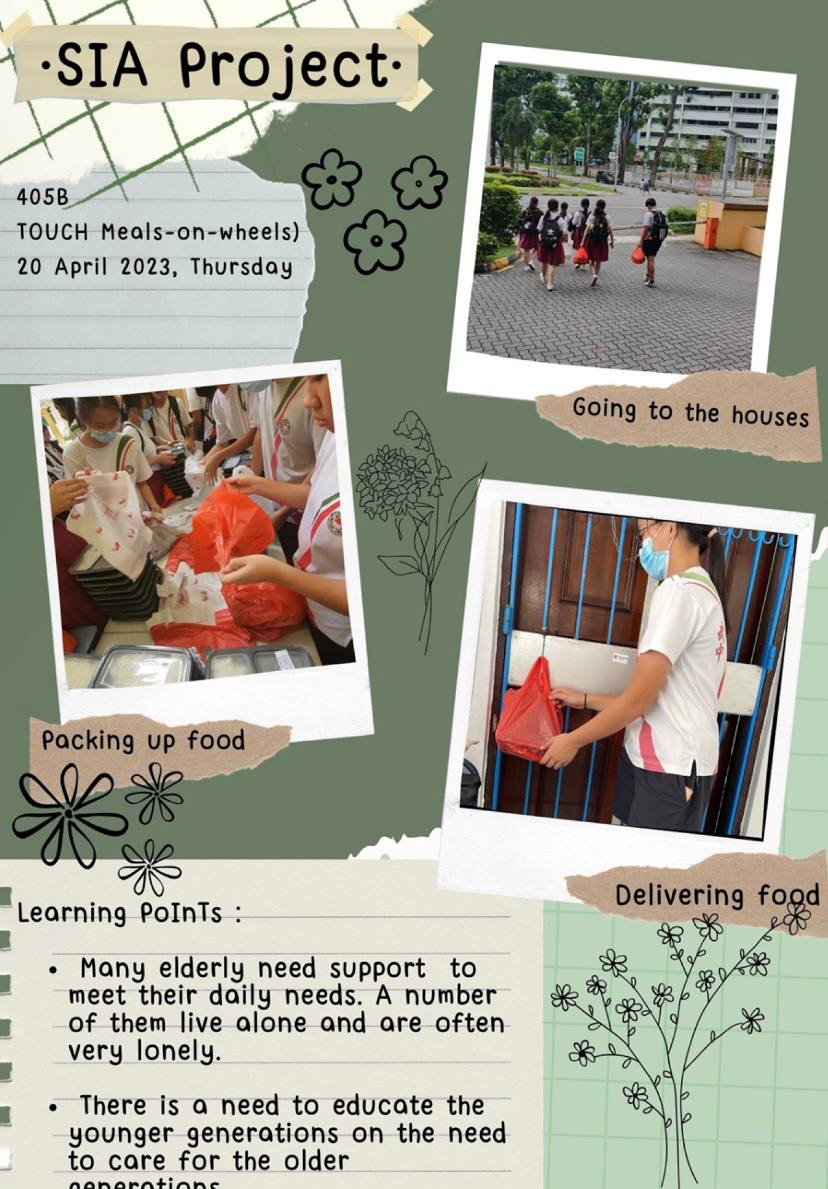 ·SIA Project·
405B
TOUCH Meals-on-wheels)
20 April 2023, Thursday
Going to the houses
Packing up food
Delivering food
Learning PoInTs :
• Many elderly need support to
meet their daily needs. A number
of them live alone and are often
very lonely.
• There is a need to educate the
younger generations on the need
to care for the older
generations